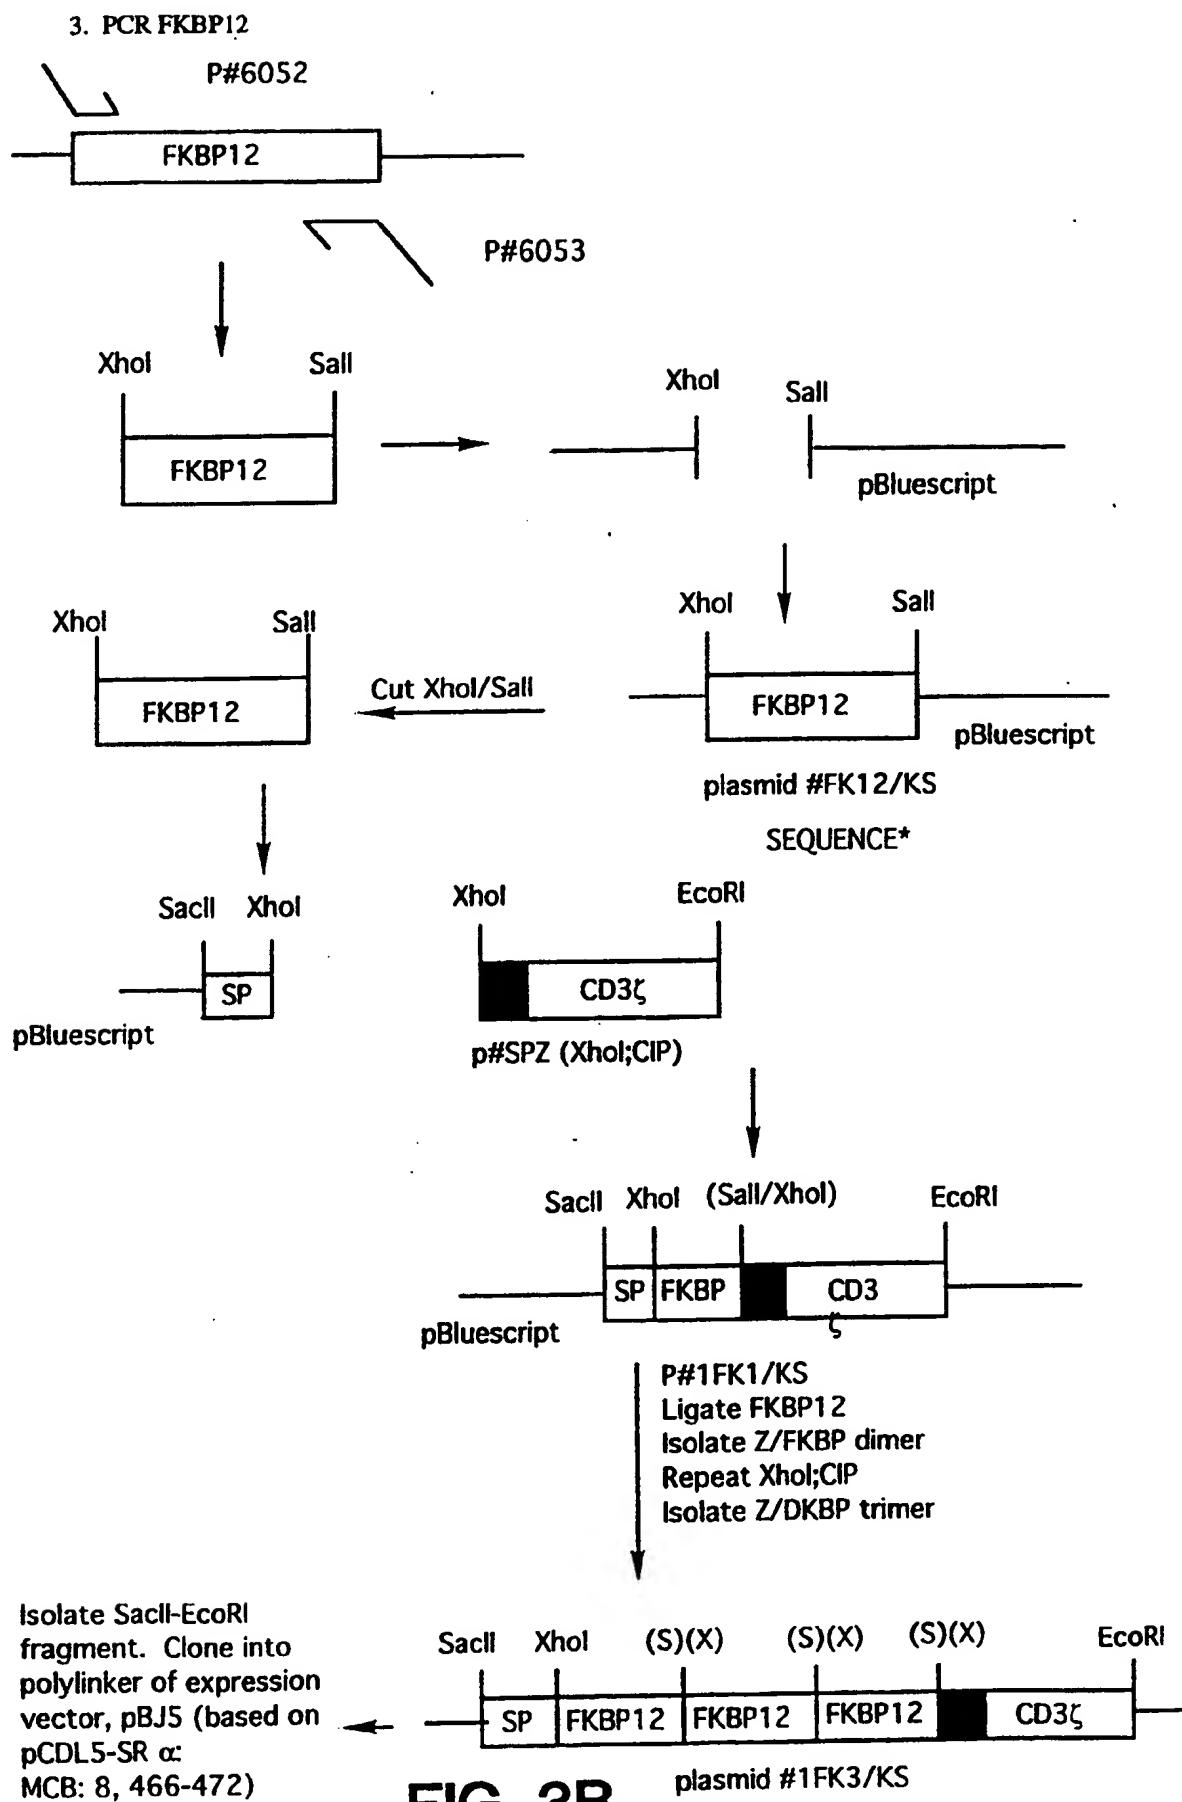 3. PCR FKBP12
P#6052
FKBP12
P#6053
XhoI SalI
FKBP12
XhoI SalI
pBluescript
XhoI SalI
FKBP12
pBluescript
plasmid #FK12/KS
SEQUENCE*
Cut XhoI/SalI
XhoI SalI
FKBP12
SacII XhoI
SP
pBluescript
XhoI EcoRI
CD3ζ
p#SPZ (XhoI;CIP)
SacII XhoI (SalI/XhoI) EcoRI
SP FKBP CD3
ζ
pBluescript
P#1FK1/KS
Ligate FKBP12
Isolate Z/FKBP dimer
Repeat XhoI;CIP
Isolate Z/DKBP trimer
SacII XhoI (S)(X) (S)(X) (S)(X) EcoRI
SP FKBP12 FKBP12 FKBP12 CD3ζ
plasmid #1FK3/KS
Isolate SacII-EcoRI
fragment. Clone into
polylinker of expression
vector, pBJ5 (based on
pCDL5-SR α:
MCB: 8, 466-472)
FIG. 3B